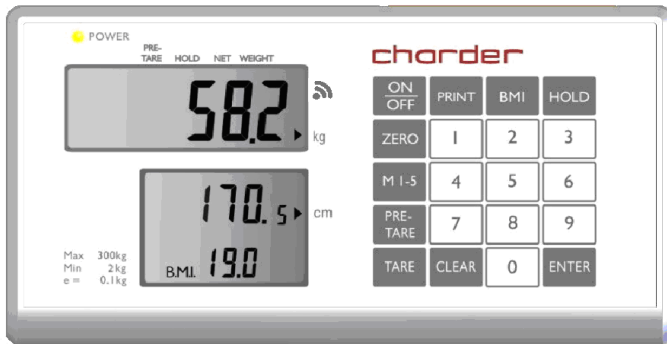 POWER
PRE-
TARE HOLD NET WEIGHT
58.2 kg
170.5 cm
B.M.I. 19.0
Max 300kg
Min 2kg
e = 0.1kg
charder
ON
OFF
PRINT
BMI
HOLD
ZERO
1
2
3
M 1-5
4
5
6
PRE-
TARE
7
8
9
TARE
CLEAR
0
ENTER